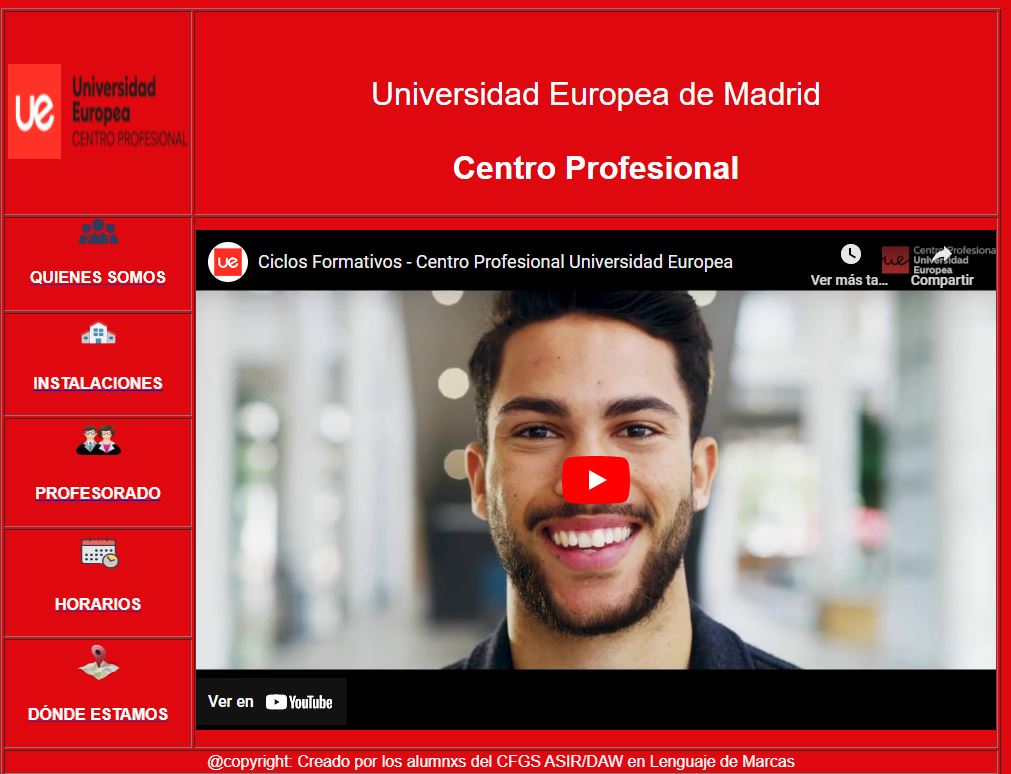 ue
Universidad
Europea
CENTRO PROFESIONAL
Universidad Europea de Madrid
Centro Profesional
QUIENES SOMOS
INSTALACIONES
PROFESORADO
HORARIOS
DÓNDE ESTAMOS
ue
Ciclos Formativos - Centro Profesional Universidad Europea
Ver más ta...
Compartir
ue
Centro Profesiona
Universidad
Europea
Ver en YouTube
@copyright: Creado por los alumnxs del CFGS ASIR/DAW en Lenguaje de Marcas